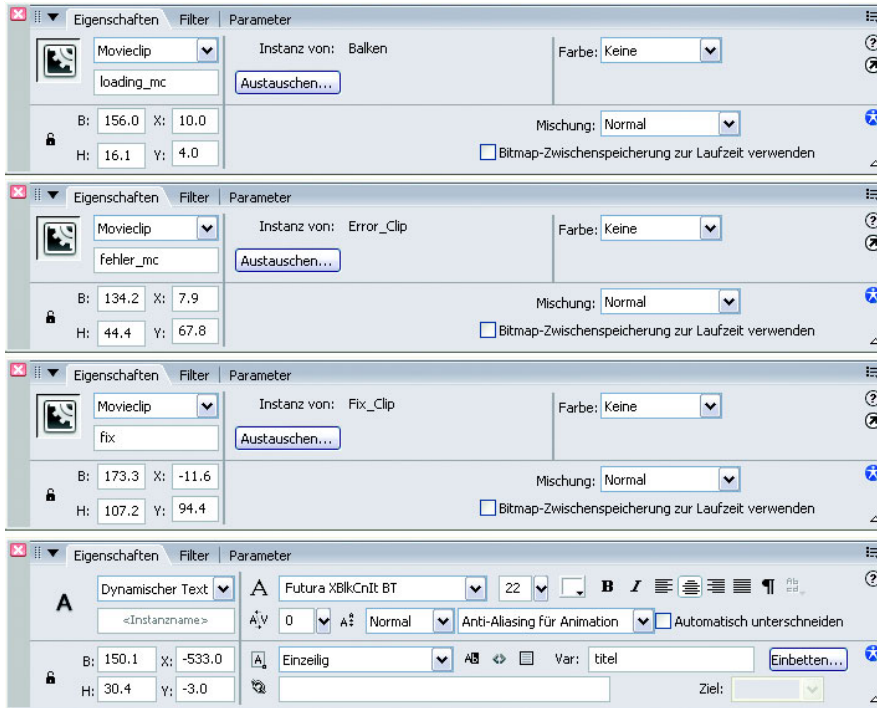 Eigenschaften Filter Parameter
Movieclip Instanz von: Balken Farbe: Keine
loading_mc Austauschen...
B: 156.0 X: 10.0 Mischung: Normal
H: 16.1 Y: 4.0 Bitmap-Zwischenspeicherung zur Laufzeit verwenden
Eigenschaften Filter Parameter
Movieclip Instanz von: Error_Clip Farbe: Keine
fehler_mc Austauschen...
B: 134.2 X: 7.9 Mischung: Normal
H: 44.4 Y: 67.8 Bitmap-Zwischenspeicherung zur Laufzeit verwenden
Eigenschaften Filter Parameter
Movieclip Instanz von: Fix_Clip Farbe: Keine
fix Austauschen...
B: 173.3 X: -11.6 Mischung: Normal
H: 107.2 Y: 94.4 Bitmap-Zwischenspeicherung zur Laufzeit verwenden
Eigenschaften Filter Parameter
A Dynamischer Text A Futura XBlkCnIt BT 22 B I ¶ Ab
<Instanzname> A V 0 Normal Anti-Aliasing für Animation Automatisch unterschneiden
B: 150.1 X: -533.0 A Einzeilig AB <> Var: titel Einbetten...
H: 30.4 Y: -3.0 Ziel: